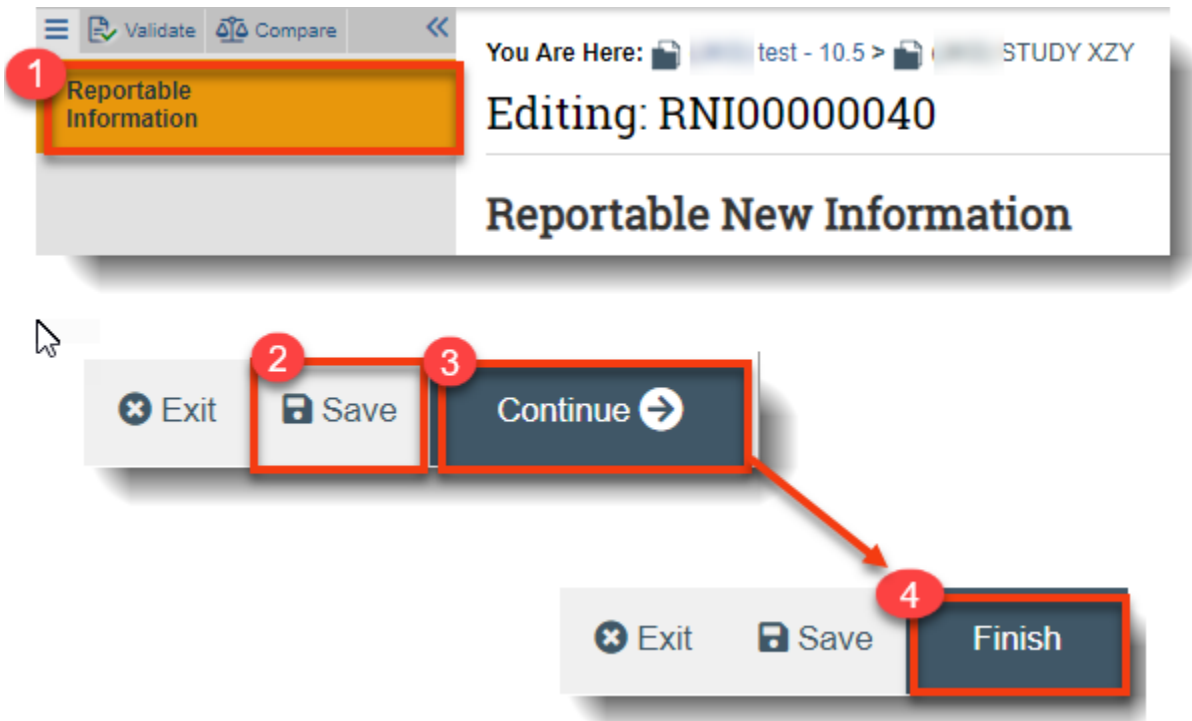 Validate Compare
1
Reportable
Information
You Are Here: test - 10.5 > STUDY XZY
Editing: RNI00000040
Reportable New Information
2
3
Exit Save Continue
4
Exit Save Finish